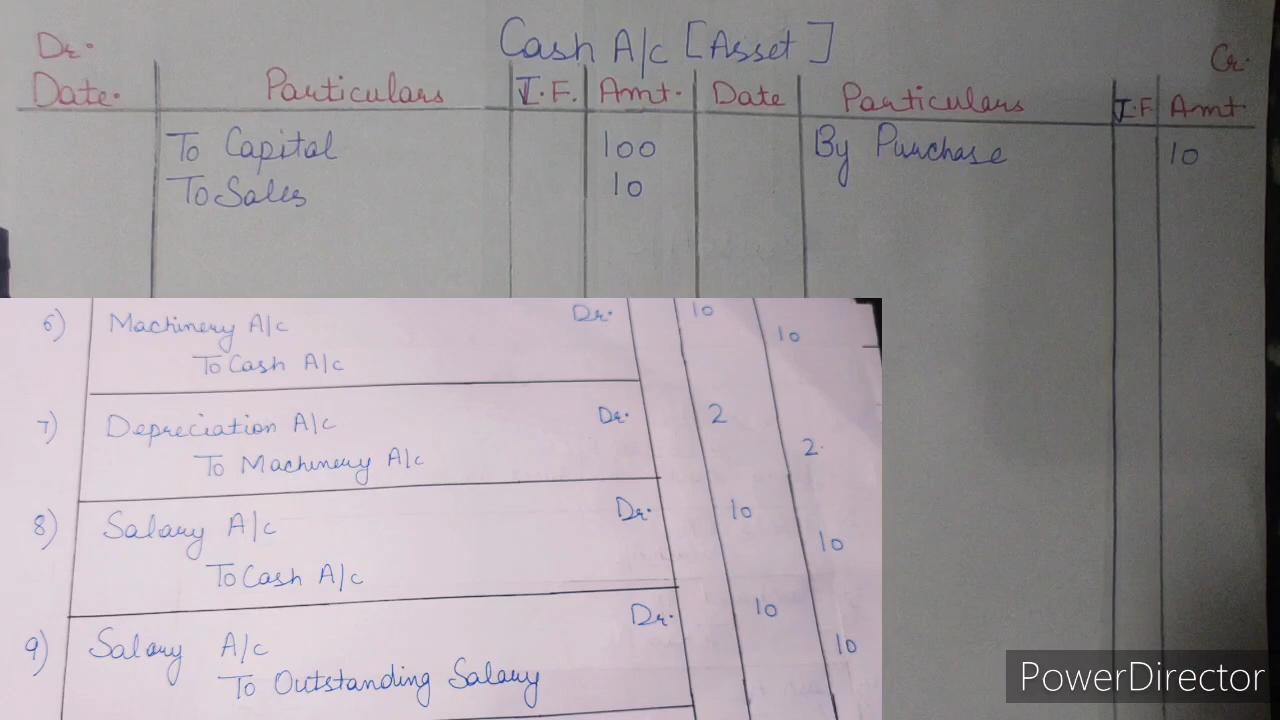 Cash A/c [Asset]
Dr. Cr.
Date. Particulars J.F. Amt. Date Particulars J.F Amt.
To Capital 100 By Purchase 10
To Sales 10
6) Machinery A/c Dr. 10
To Cash A/c 10
7) Depreciation A/c Dr. 2
To Machinery A/c 2.
8) Salary A/c Dr. 10
To Cash A/c 10
9) Salary A/c Dr. 10
To Outstanding Salary 10
PowerDirector